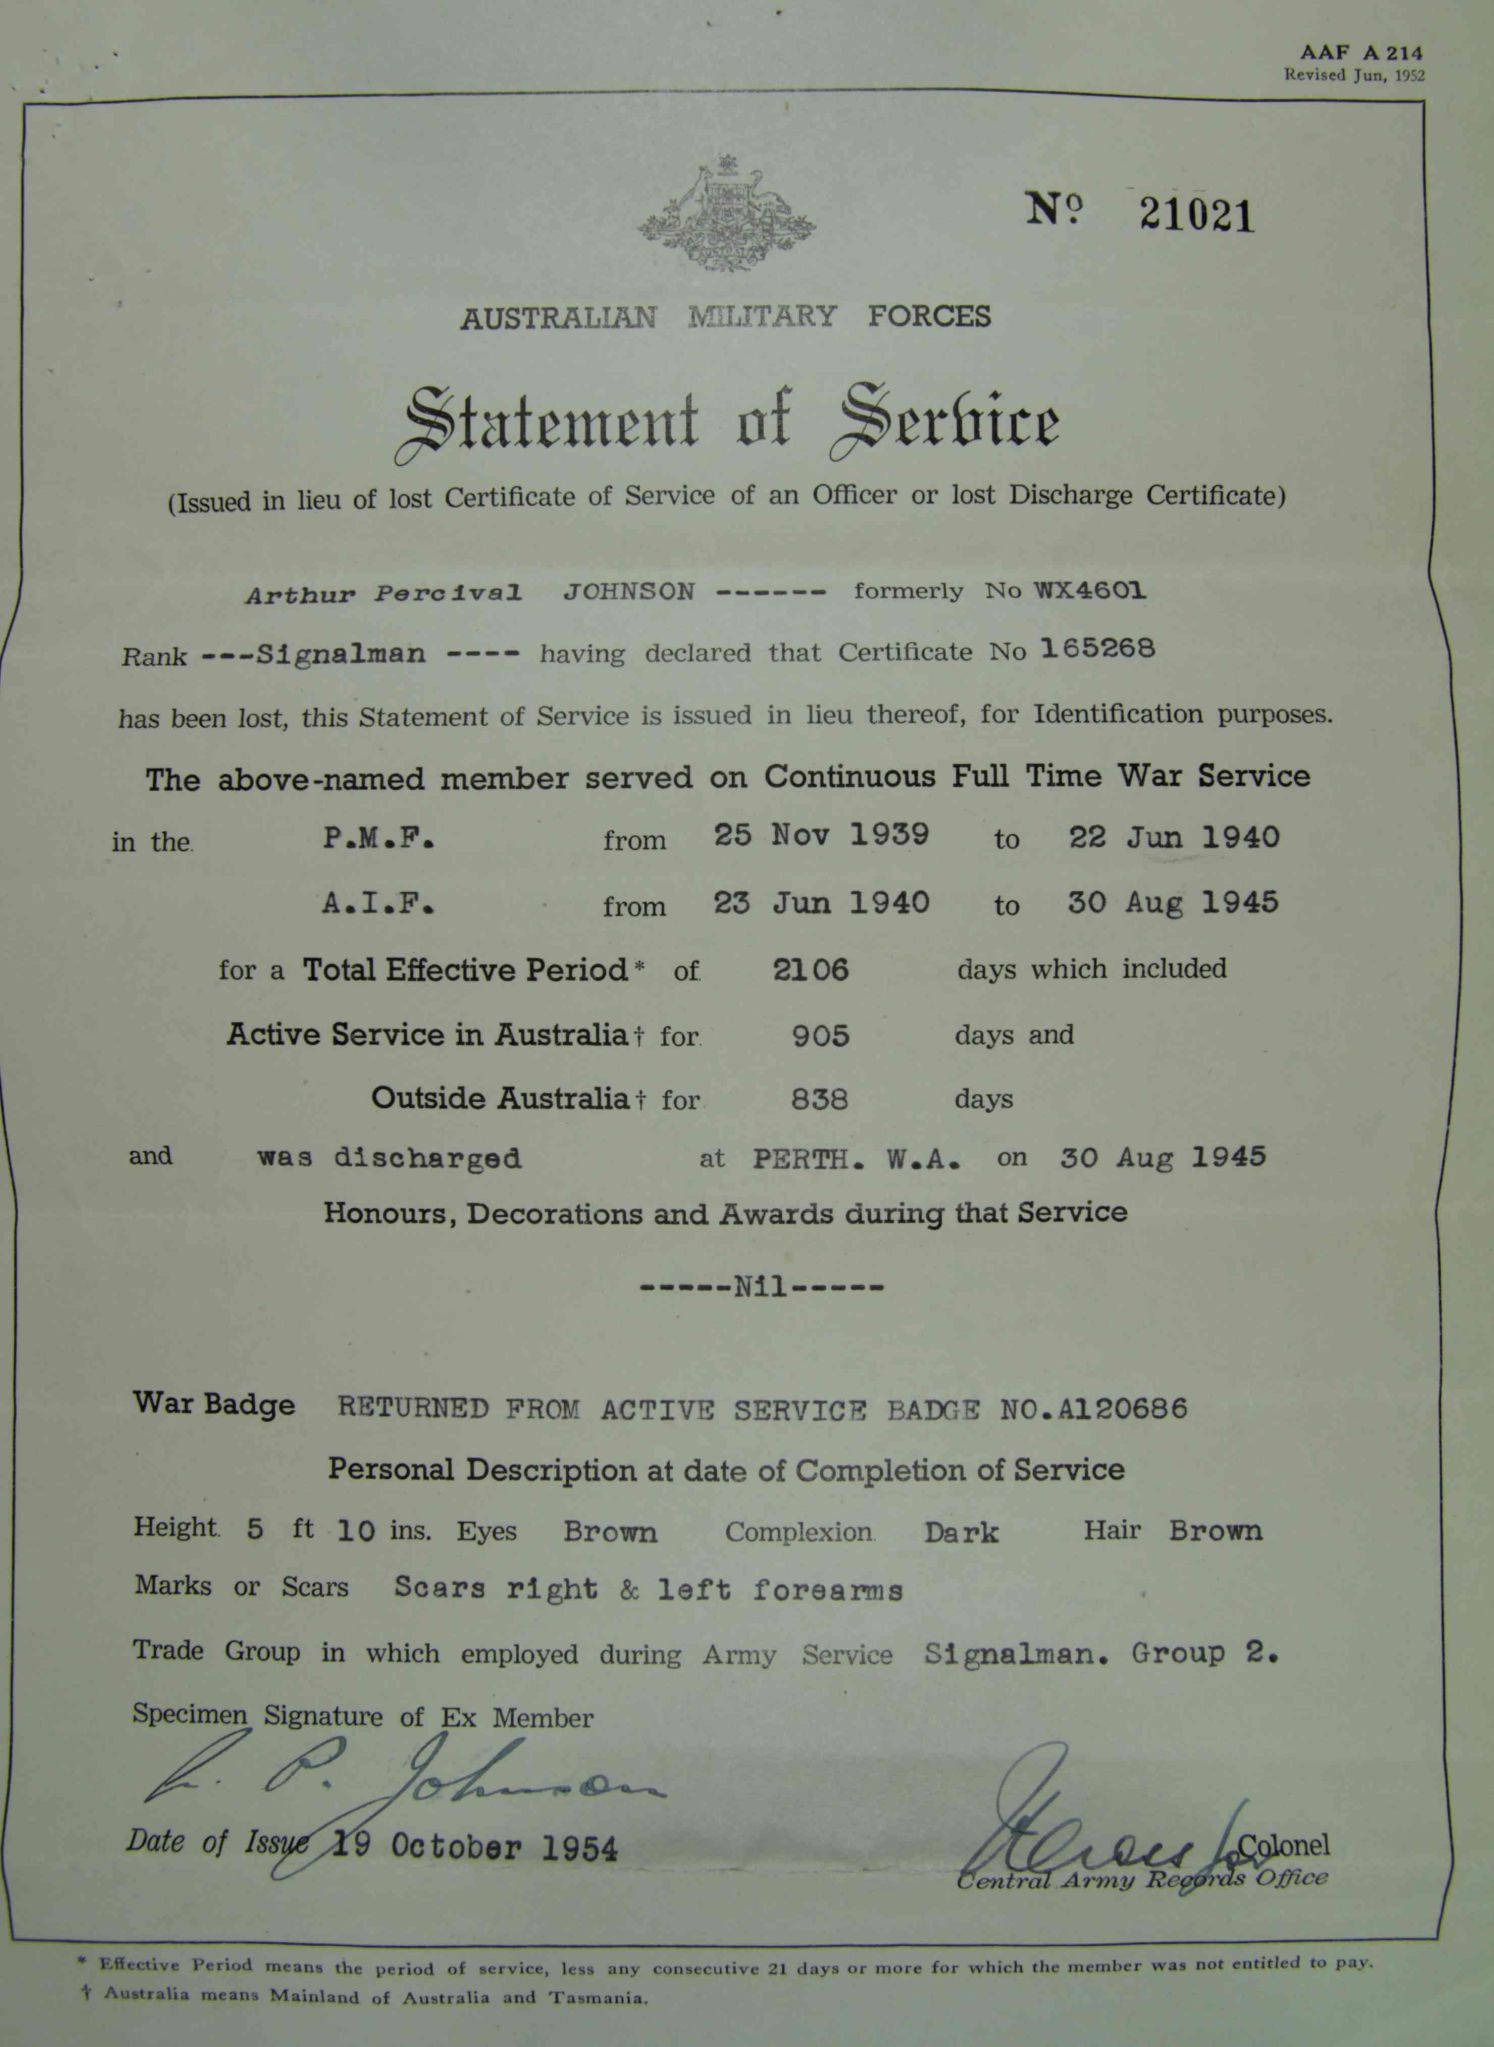 AAF A 214
Revised Jun, 1952
Nº 21021
AUSTRALIAN MILITARY FORCES
Statement of Service
(Issued in lieu of lost Certificate of Service of an Officer or lost Discharge Certificate)
Arthur Percival JOHNSON ------ formerly No WX4601
Rank ---Signalman ---- having declared that Certificate No 165268
has been lost, this Statement of Service is issued in lieu thereof, for Identification purposes.
The above-named member served on Continuous Full Time War Service
in the P.M.F. from 25 Nov 1939 to 22 Jun 1940
A.I.F. from 23 Jun 1940 to 30 Aug 1945
for a Total Effective Period* of 2106 days which included
Active Service in Australia† for 905 days and
Outside Australia† for 838 days
and was discharged at PERTH. W.A. on 30 Aug 1945
Honours, Decorations and Awards during that Service
-----Nil-----
War Badge RETURNED FROM ACTIVE SERVICE BADGE NO.A120686
Personal Description at date of Completion of Service
Height 5 ft 10 ins. Eyes Brown Complexion Dark Hair Brown
Marks or Scars Scars right & left forearms
Trade Group in which employed during Army Service Signalman. Group 2.
Specimen Signature of Ex Member
A. P. Johnson
Date of Issue 19 October 1954
for Colonel
Central Army Records Office
* Effective Period means the period of service, less any consecutive 21 days or more for which the member was not entitled to pay.
† Australia means Mainland of Australia and Tasmania.